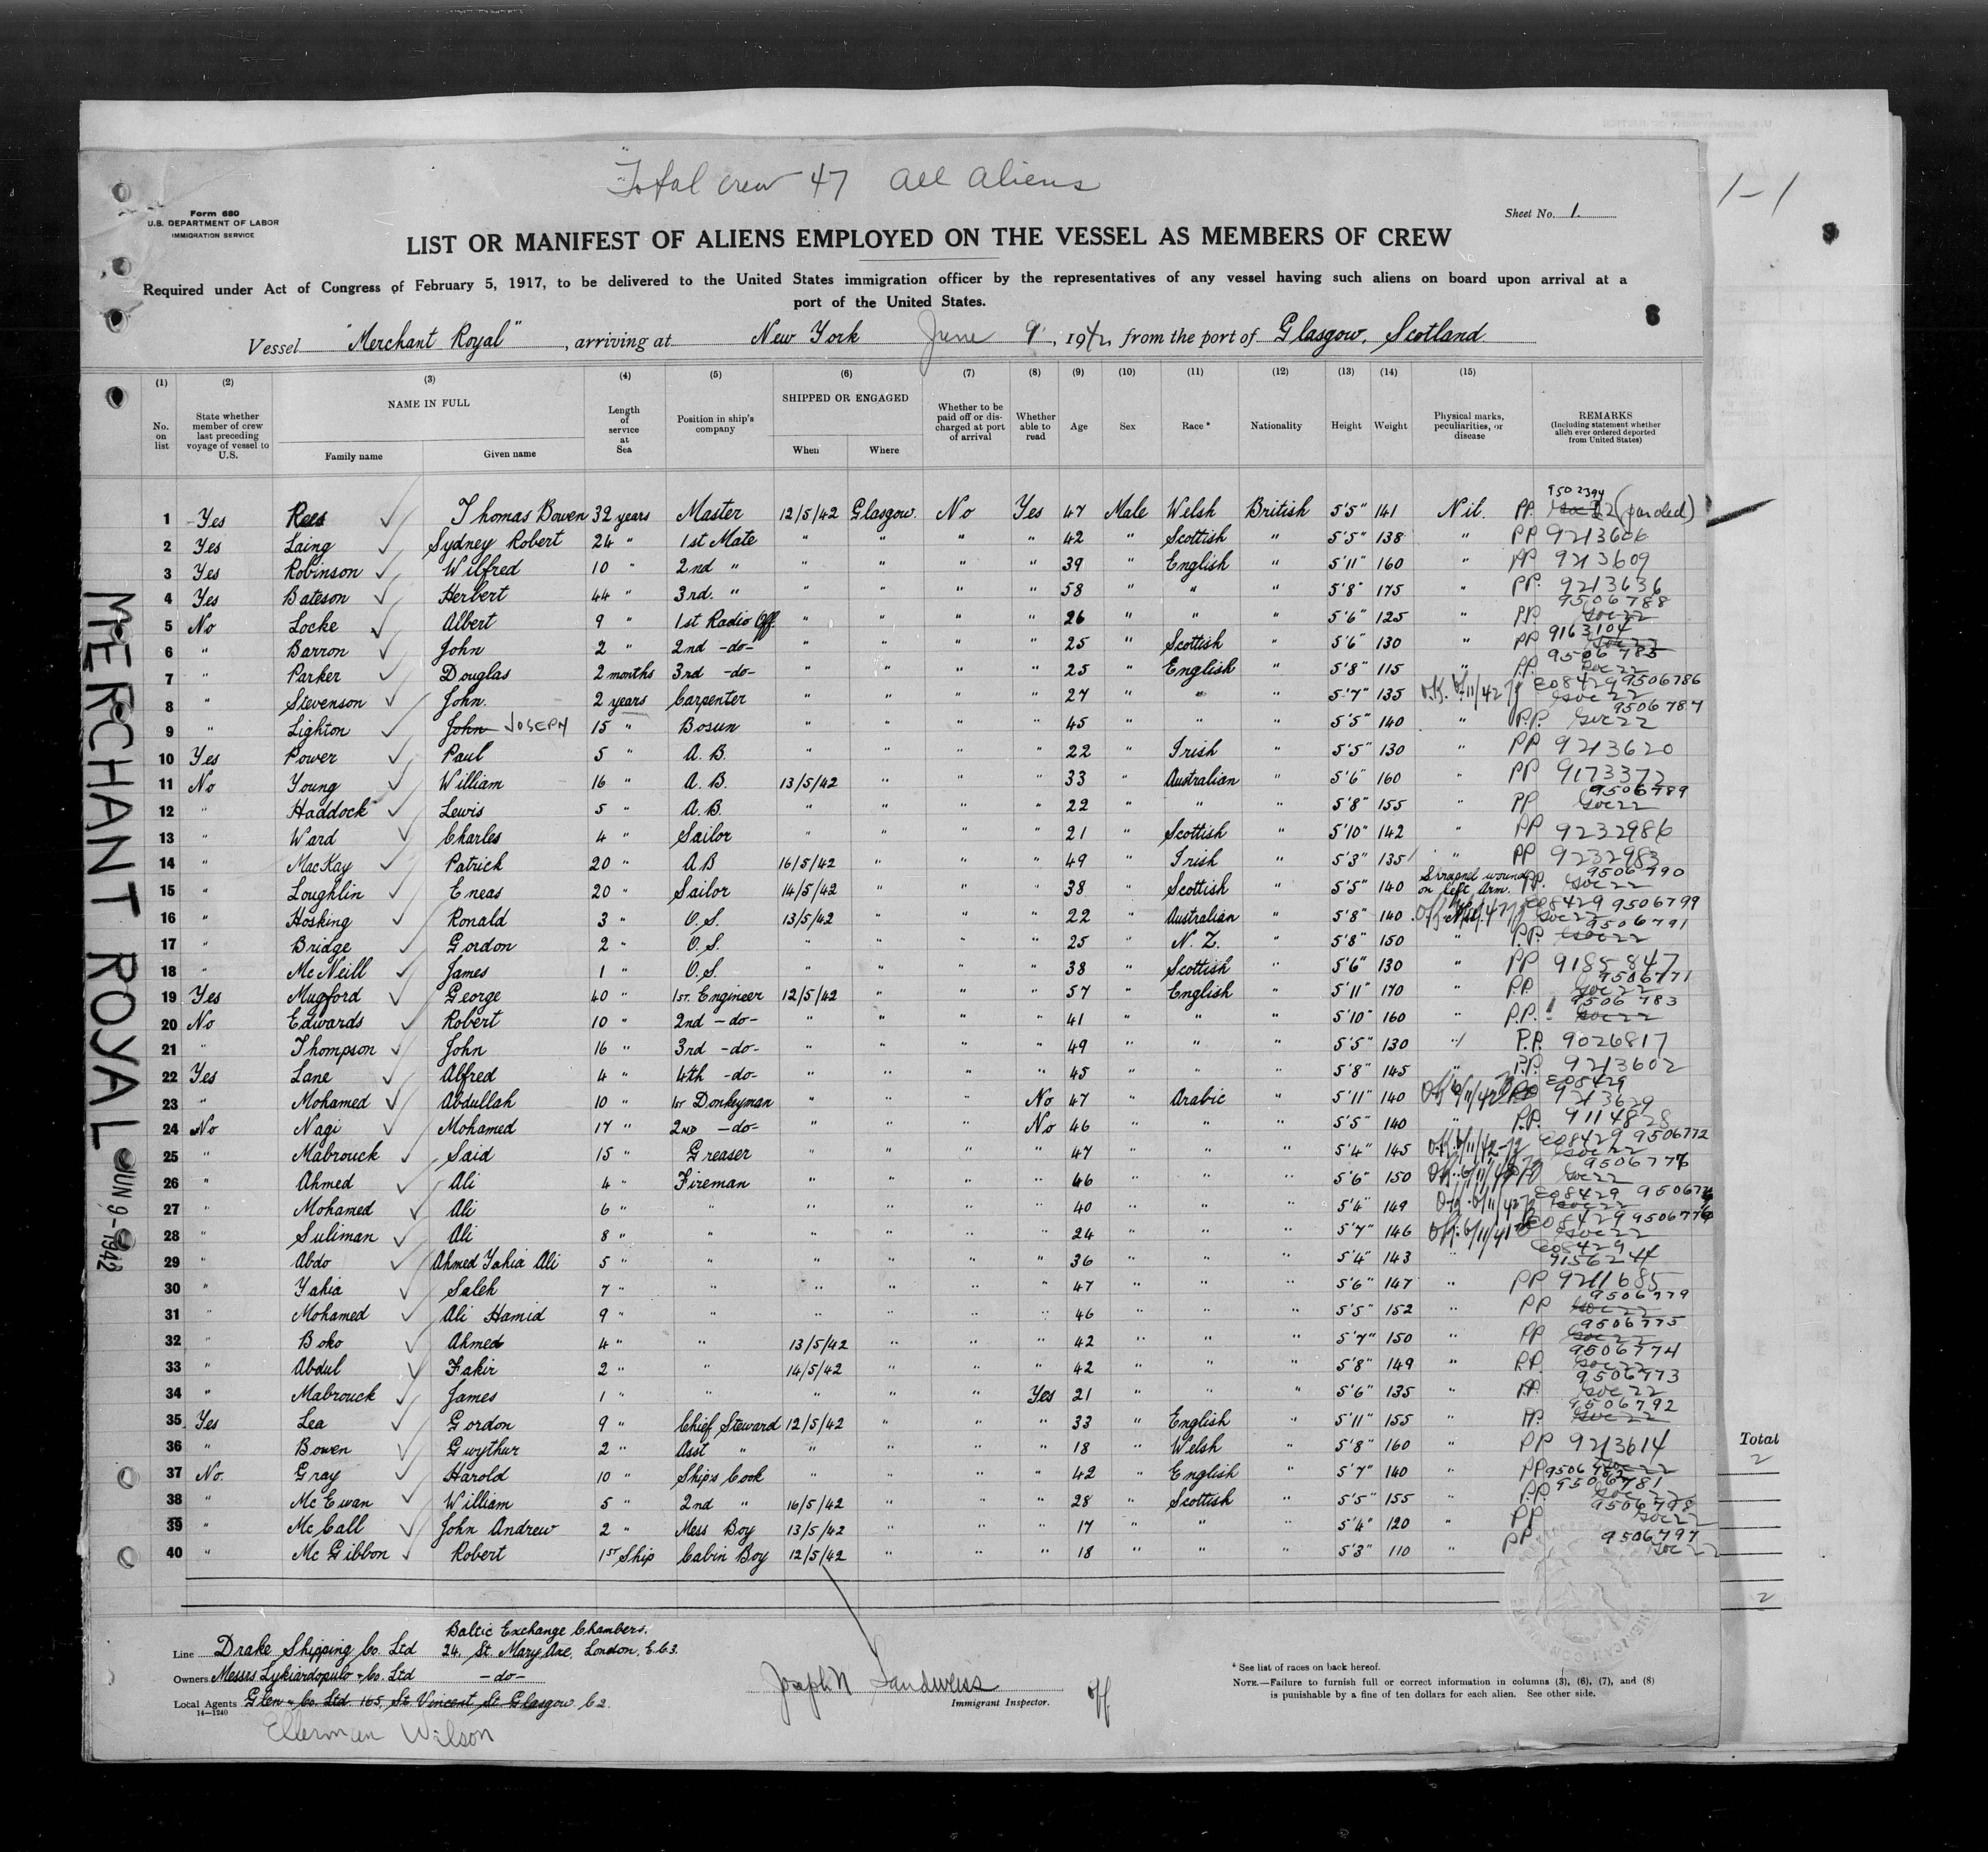 Total crew 47 All Aliens
Form 680
U.S. DEPARTMENT OF LABOR
IMMIGRATION SERVICE
Sheet No. 1.
1-1
LIST OR MANIFEST OF ALIENS EMPLOYED ON THE VESSEL AS MEMBERS OF CREW
Required under Act of Congress of February 5, 1917, to be delivered to the United States immigration officer by the representatives of any vessel having such aliens on board upon arrival at a
port of the United States.
Vessel "Merchant Royal", arriving at New York June 9, 1942, from the port of Glasgow, Scotland
(1) (2) (3) (4) (5) (6) (7) (8) (9) (10) (11) (12) (13) (14) (15)
No. on list State whether member of crew last preceding voyage of vessel to U.S. NAME IN FULL Family name Given name Length of service at Sea Position in ship's company SHIPPED OR ENGAGED When Where Whether to be paid off or discharged at port of arrival Whether able to read Age Sex Race* Nationality Height Weight Physical marks, peculiarities, or disease REMARKS (Including statement whether alien ever ordered deported from United States)
1 Yes Rees Thomas Bowen 32 years Master 12/5/42 Glasgow. No Yes 47 Male Welsh British 5'5" 141 Nil. PP 9502394
2 Yes Laing Sydney Robert 24 " 1st Mate " " " " 42 " Scottish " 5'5" 138 " PP 9213606
3 Yes Robinson Wilfred 10 " 2nd " " " " " 39 " English " 5'11" 160 " PP 9213609
4 Yes Bateson Herbert 44 " 3rd. " " " " " 58 " " " 5'8" 175 " PP. 9213636
5 No Locke Albert 9 " 1st Radio Off. " " " " 26 " " " 5'6" 125 " PP 9506788
6 " Barron John 2 " 2nd -do- " " " " 25 " Scottish " 5'6" 130 " PP 9163104
7 " Parker Douglas 2 months 3rd -do- " " " " 25 " English " 5'8" 115 " PP. 9506785
8 " Stevenson John. 2 years Carpenter " " " " 27 " " " 5'7" 135 E08429 9506786
9 " Lighton John JOSEPH 15 " Bosun " " " " 45 " " " 5'5" 140 " P.P. 9506787
10 Yes Power Paul 5 " A. B. " " " " 22 " Irish " 5'5" 130 " PP 9213620
11 No Young William 16 " A. B. 13/5/42 " " " 33 " Australian " 5'6" 160 " PP 9173372
12 " Haddock Lewis 5 " A.B. " " " " 22 " " " 5'8" 155 " PP 9506789
13 " Ward Charles 4 " Sailor " " " " 21 " Scottish " 5'10" 142 " PP 9232986
14 " MacKay Patrick 20 " A B 16/5/42 " " " 49 " Irish " 5'3" 135 " PP 9232983
15 " Loughlin Eneas 20 " Sailor 14/5/42 " " " 38 " Scottish " 5'5" 140 Shrapnel wound on left Arm. PP. 9506790
16 " Hosking Ronald 3 " O.S. 13/5/42 " " " 22 " Australian " 5'8" 140 E08429 9506799
17 " Bridge Gordon 2 " O.S. " " " " 25 " N. Z. " 5'8" 150 " P.P. 9506791
18 " McNeill James 1 " O.S. " " " " 38 " Scottish " 5'6" 130 " PP 9185847
19 Yes Mugford George 40 " 1st. Engineer 12/5/42 " " " 57 " English " 5'11" 170 " P.P. 9506771
20 No Edwards Robert 10 " 2nd -do- " " " " 41 " " " 5'10" 160 " P.P. 9506783
21 " Thompson John 16 " 3rd -do- " " " " 49 " " " 5'5" 130 " P.P. 9026817
22 Yes Lane Alfred 4 " 4th -do- " " " " 45 " " " 5'8" 145 " P.P. 9213602
23 " Mohamed Abdullah 10 " 1st Donkeyman " " " No 47 " Arabic " 5'11" 140 E08429 9213629
24 No Nagi Mohamed 17 " 2ND -do- " " " No 46 " " " 5'5" 140 " P.P. 9114828
25 " Mabrouck Said 15 " Greaser " " " " 47 " " " 5'4" 145 E08429 9506772
26 " Ahmed Ali 4 " Fireman " " " " 46 " " " 5'6" 150
27 " Mohamed Ali 6 " " " " " " 40 " " " 5'4" 149 E08429
28 " Suliman Ali 8 " " " " " " 24 " " " 5'7" 146 E08429
29 " Abdo Ahmed Yahia Ali 5 " " " " " " 36 " " " 5'4" 143 " E08429 9156244
30 " Yahia Saleh 7 " " " " " " 47 " " " 5'6" 147 " PP 9211685
31 " Mohamed Ali Hamid 9 " " " " " " 46 " " " 5'5" 152 " PP 9506779
32 " Boko Ahmed 4 " " 13/5/42 " " " 42 " " " 5'7" 150 " PP 9506775
33 " Abdul Fakir 2 " " 14/5/42 " " " 42 " " " 5'8" 149 " P.P. 9506774
34 " Mabrouck James 1 " " " " " Yes 21 " " " 5'6" 135 " PP. 9506773
35 Yes Lea Gordon 9 " Chief Steward 12/5/42 " " " 33 " English " 5'11" 155 " PP. 9506792
36 " Bowen Gwythur 2 " Asst " " " " " 18 " Welsh " 5'8" 160 " PP 9213614
37 No. Gray Harold 10 " Ship's Cook " " " " 42 " English " 5'7" 140 " PP 9506782
38 " McEwan William 5 " 2nd " 16/5/42 " " " 28 " Scottish " 5'5" 155 " P.P. 9506781
39 " McCall John Andrew 2 " Mess Boy 13/5/42 " " " 17 " " " 5'4" 120 " PP 9506798
40 " McGibbon Robert 1st Ship Cabin Boy 12/5/42 " " " 18 " " " 5'3" 110 " PP 9506797
Total
2
2
MERCHANT ROYAL JUN 9-1942
Line Drake Shipping Co. Ltd Baltic Exchange Chambers.
24. St. Mary Axe, London, E.C.3.
Owners Messrs Lykiardopulo & Co. Ltd -do-
Local Agents Glen & Co. Ltd. 165, St. Vincent St. Glasgow C2.
14-1240
Ellerman Wilson
Joseph N Landweiss
Immigrant Inspector.
* See list of races on back hereof.
NOTE.—Failure to furnish full or correct information in columns (3), (6), (7), and (8)
is punishable by a fine of ten dollars for each alien. See other side.